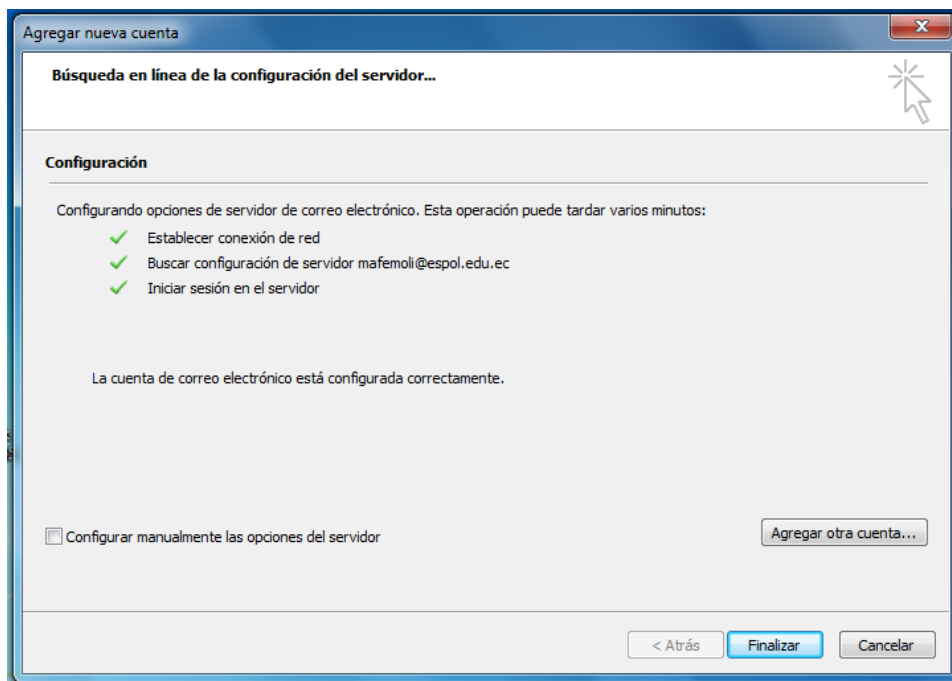 Agregar nueva cuenta
Búsqueda en línea de la configuración del servidor...
Configuración
Configurando opciones de servidor de correo electrónico. Esta operación puede tardar varios minutos:
Establecer conexión de red
Buscar configuración de servidor mafemoli@espol.edu.ec
Iniciar sesión en el servidor
La cuenta de correo electrónico está configurada correctamente.
Configurar manualmente las opciones del servidor
Agregar otra cuenta...
< Atrás
Finalizar
Cancelar